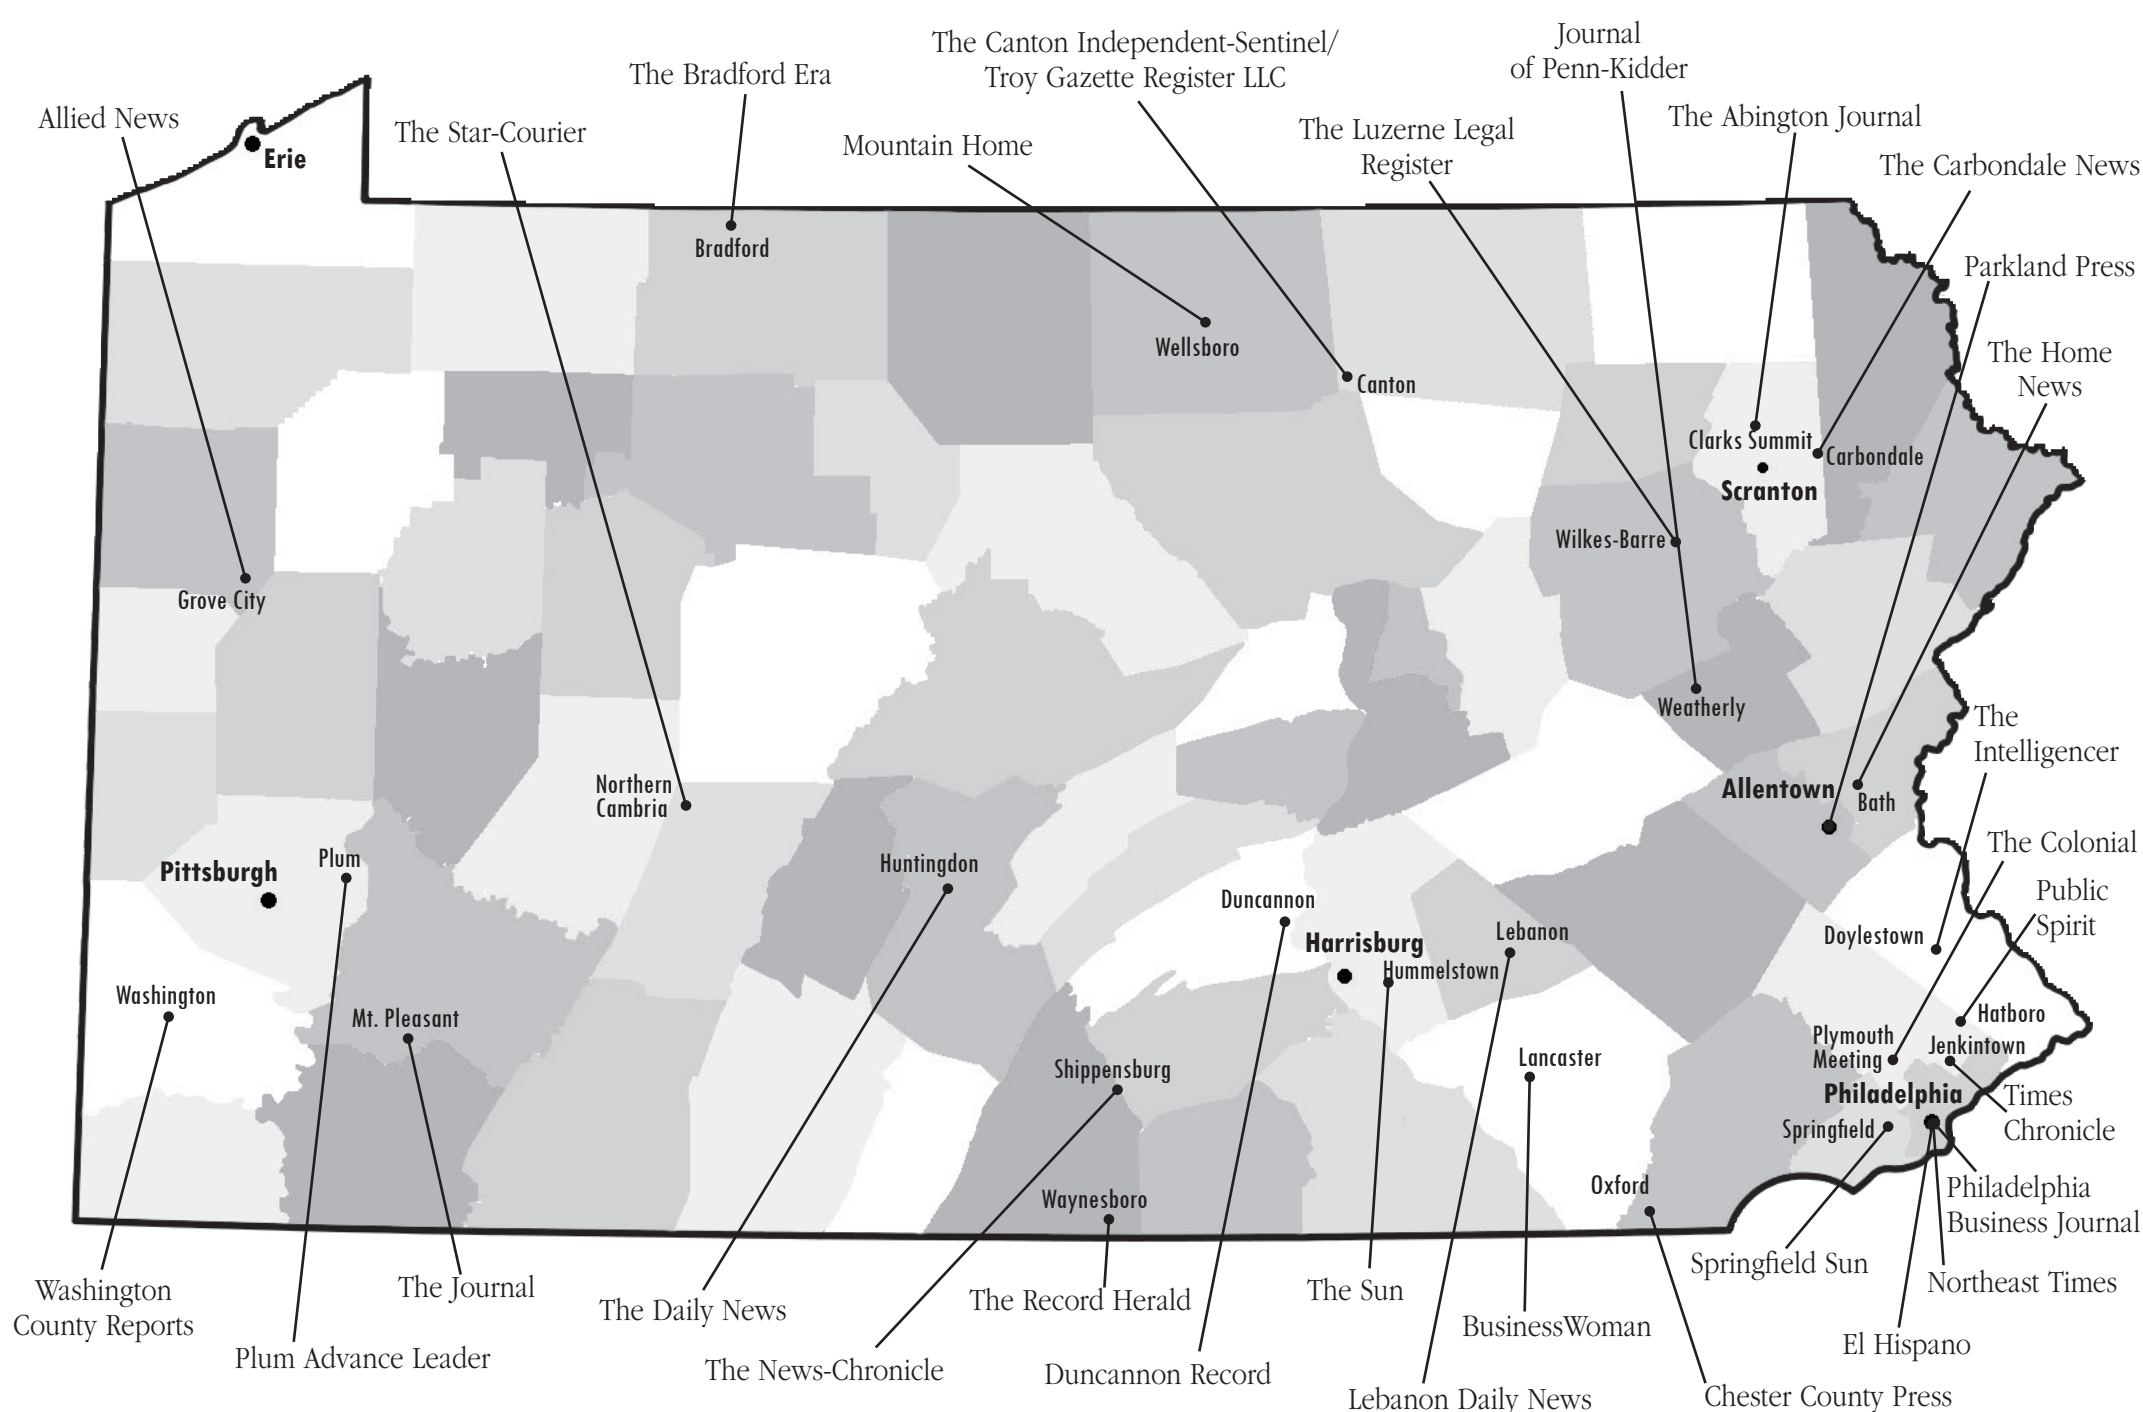 The Canton Independent-Sentinel/
Troy Gazette Register LLC
Journal
of Penn-Kidder
The Bradford Era
Allied News
The Star-Courier
Mountain Home
The Luzerne Legal
Register
The Abington Journal
The Carbondale News
Erie
Bradford
Parkland Press
Wellsboro
Canton
The Home
News
Clarks Summit
Carbondale
Scranton
Wilkes-Barre
Grove City
Weatherly
The
Intelligencer
Northern
Cambria
Allentown
Bath
The Colonial
Pittsburgh
Plum
Huntingdon
Duncannon
Harrisburg
Hummelstown
Lebanon
Doylestown
Public
Spirit
Washington
Mt. Pleasant
Hatboro
Plymouth
Meeting
Jenkintown
Shippensburg
Lancaster
Philadelphia
Times
Chronicle
Springfield
Waynesboro
Oxford
Philadelphia
Business Journal
Springfield Sun
Northeast Times
Washington
County Reports
The Journal
The Daily News
The Record Herald
The Sun
BusinessWoman
El Hispano
Plum Advance Leader
The News-Chronicle
Duncannon Record
Lebanon Daily News
Chester County Press